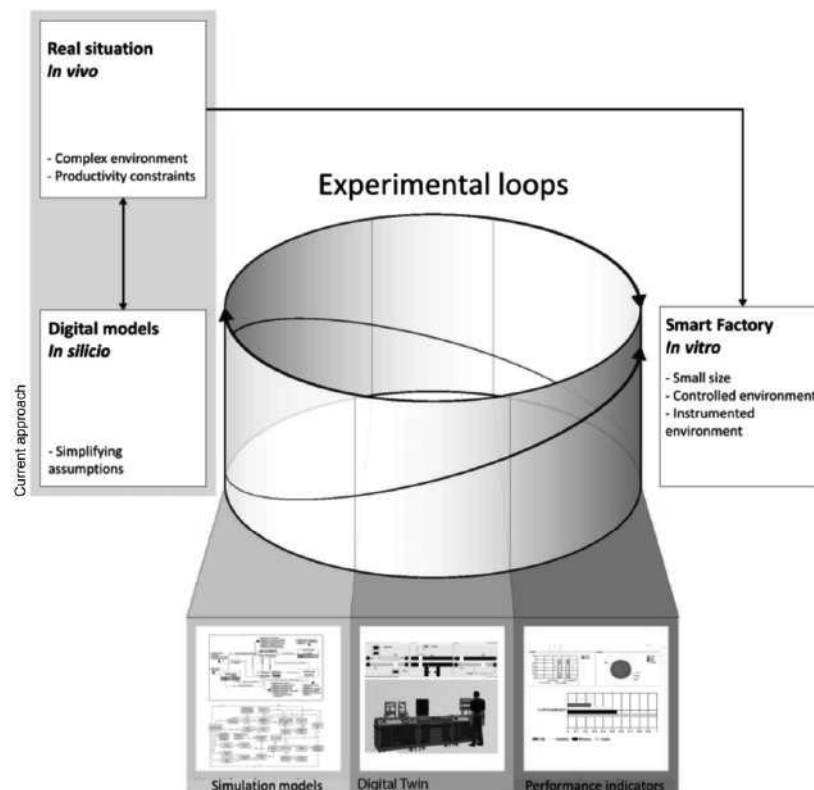 Real situation
In vivo
- Complex environment
- Productivity constraints
Experimental loops
Digital models
In silicio
- Simplifying
assumptions
Current approach
Smart Factory
In vitro
- Small size
- Controlled environment
- Instrumented
environment
Simulation models
Digital Twin
Performance indicators